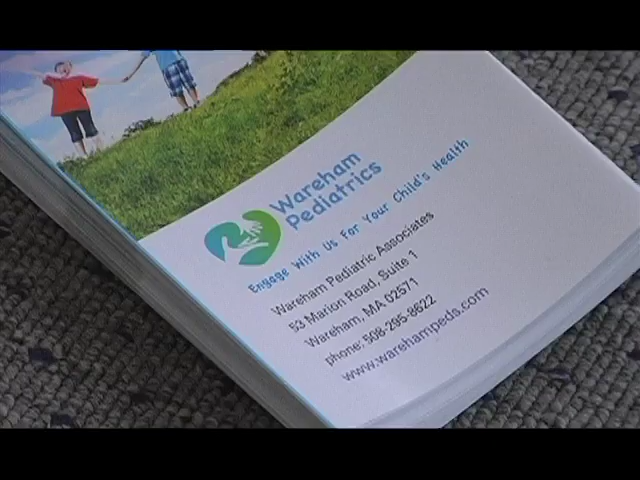 Wareham
Pediatrics
Engage With Us For Your Child's Health
Wareham Pediatric Associates
53 Marion Road, Suite 1
Wareham, MA 02571
phone: 508-295-8622
www.warehampeds.com